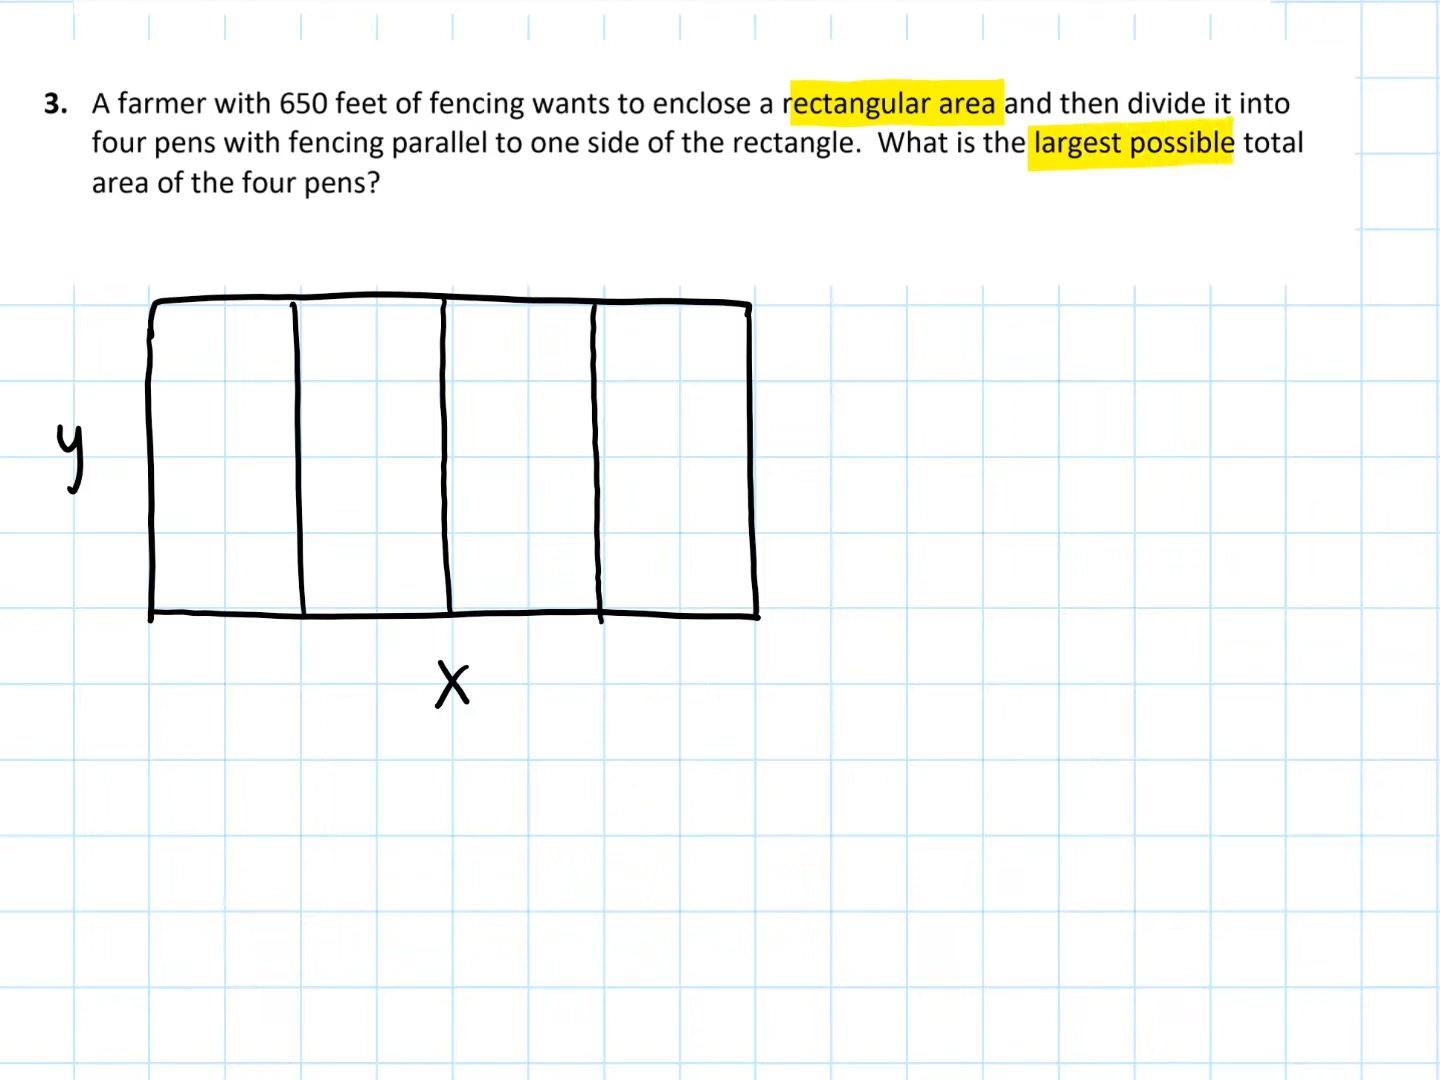 3. A farmer with 650 feet of fencing wants to enclose a rectangular area and then divide it into
four pens with fencing parallel to one side of the rectangle. What is the largest possible total
area of the four pens?
y
x